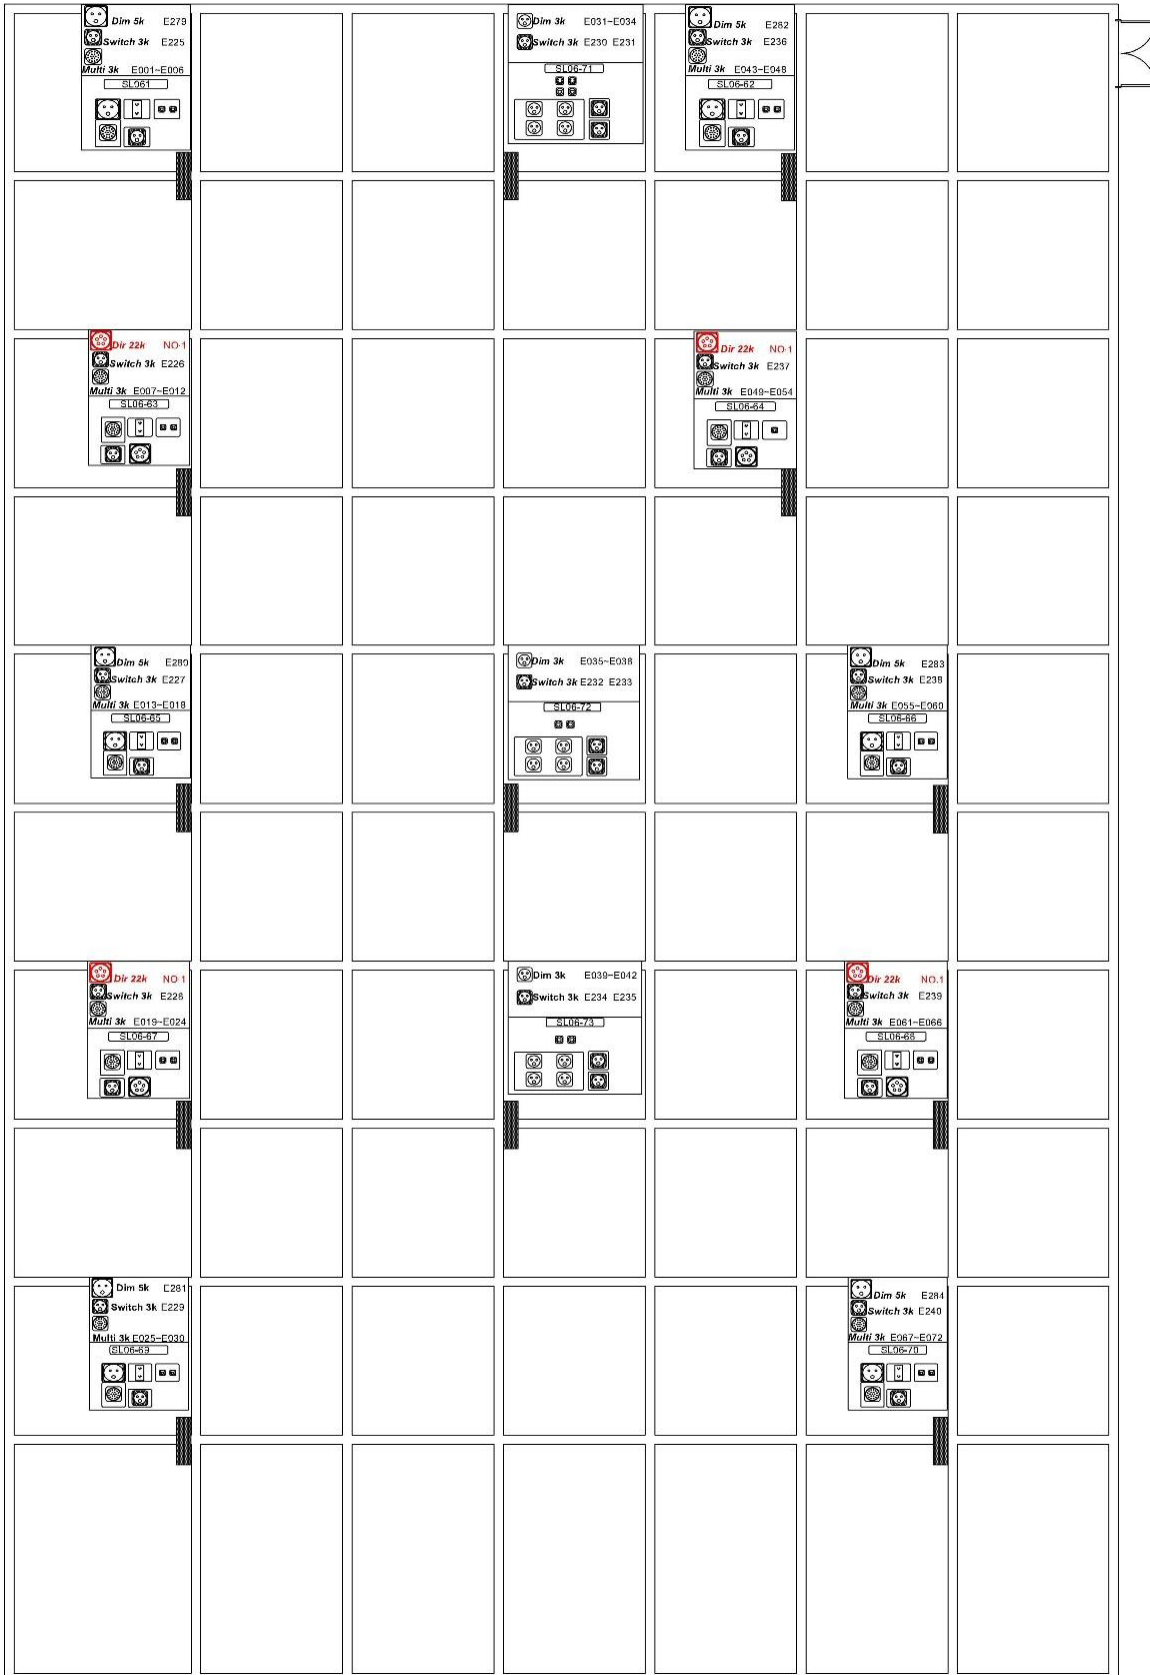 Dim 5k E279
Switch 3k E225
Multi 3k E001~E006
SL061
Dim 3k E031~E034
Switch 3k E230 E231
SL06-71
Dim 5k E282
Switch 3k E236
Multi 3k E043~E048
SL06-62
Dir 22k NO·1
Switch 3k E226
Multi 3k E007~E012
SL06-63
Dir 22k NO·1
Switch 3k E237
Multi 3k E049~E054
SL06-64
Dim 5k E280
Switch 3k E227
Multi 3k E013~E018
SL06-65
Dim 3k E035~E038
Switch 3k E232 E233
SL06-72
Dim 5k E283
Switch 3k E238
Multi 3k E055~E060
SL06-66
Dir 22k NO·1
Switch 3k E228
Multi 3k E019~E024
SL06-67
Dim 3k E039~E042
Switch 3k E234 E235
SL06-73
Dir 22k NO.1
Switch 3k E239
Multi 3k E061~E066
SL06-68
Dim 5k E281
Switch 3k E229
Multi 3k E025~E030
SL06-69
Dim 5k E284
Switch 3k E240
Multi 3k E067~E072
SL06-70